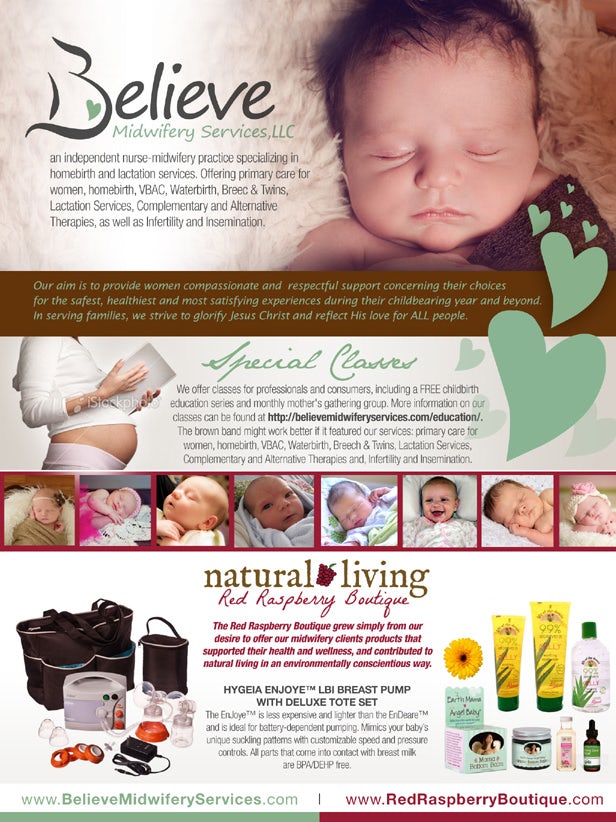 Believe
Midwifery Services,LLC
an independent nurse-midwifery practice specializing in
homebirth and lactation services. Offering primary care for
women, homebirth, VBAC, Waterbirth, Breec & Twins,
Lactation Services, Complementary and Alternative
Therapies, as well as Infertility and Insemination.
Our aim is to provide women compassionate and respectful support concerning their choices
for the safest, healthiest and most satisfying experiences during their childbearing year and beyond.
In serving families, we strive to glorify Jesus Christ and reflect His love for ALL people.
Special Classes
We offer classes for professionals and consumers, including a FREE childbirth
education series and monthly mother's gathering group. More information on our
classes can be found at http://believemidwiferyservices.com/education/.
The brown band might work better if it featured our services: primary care for
women, homebirth, VBAC, Waterbirth, Breech & Twins, Lactation Services,
Complementary and Alternative Therapies and, Infertility and Insemination.
iStockphoto
natural living
Red Raspberry Boutique
The Red Raspberry Boutique grew simply from our
desire to offer our midwifery clients products that
supported their health and wellness, and contributed to
natural living in an environmentally conscientious way.
HYGEIA ENJOYE™ LBI BREAST PUMP
WITH DELUXE TOTE SET
The EnJoye™ is less expensive and lighter than the EnDeare™
and is ideal for battery-dependent pumping. Mimics your baby's
unique suckling patterns with customizable speed and pressure
controls. All parts that come into contact with breast milk
are BPA/DEHP free.
99%
99%
99%
Earth Mama
Angel Baby
Mama
Bottom Balm
www.BelieveMidwiferyServices.com | www.RedRaspberryBoutique.com